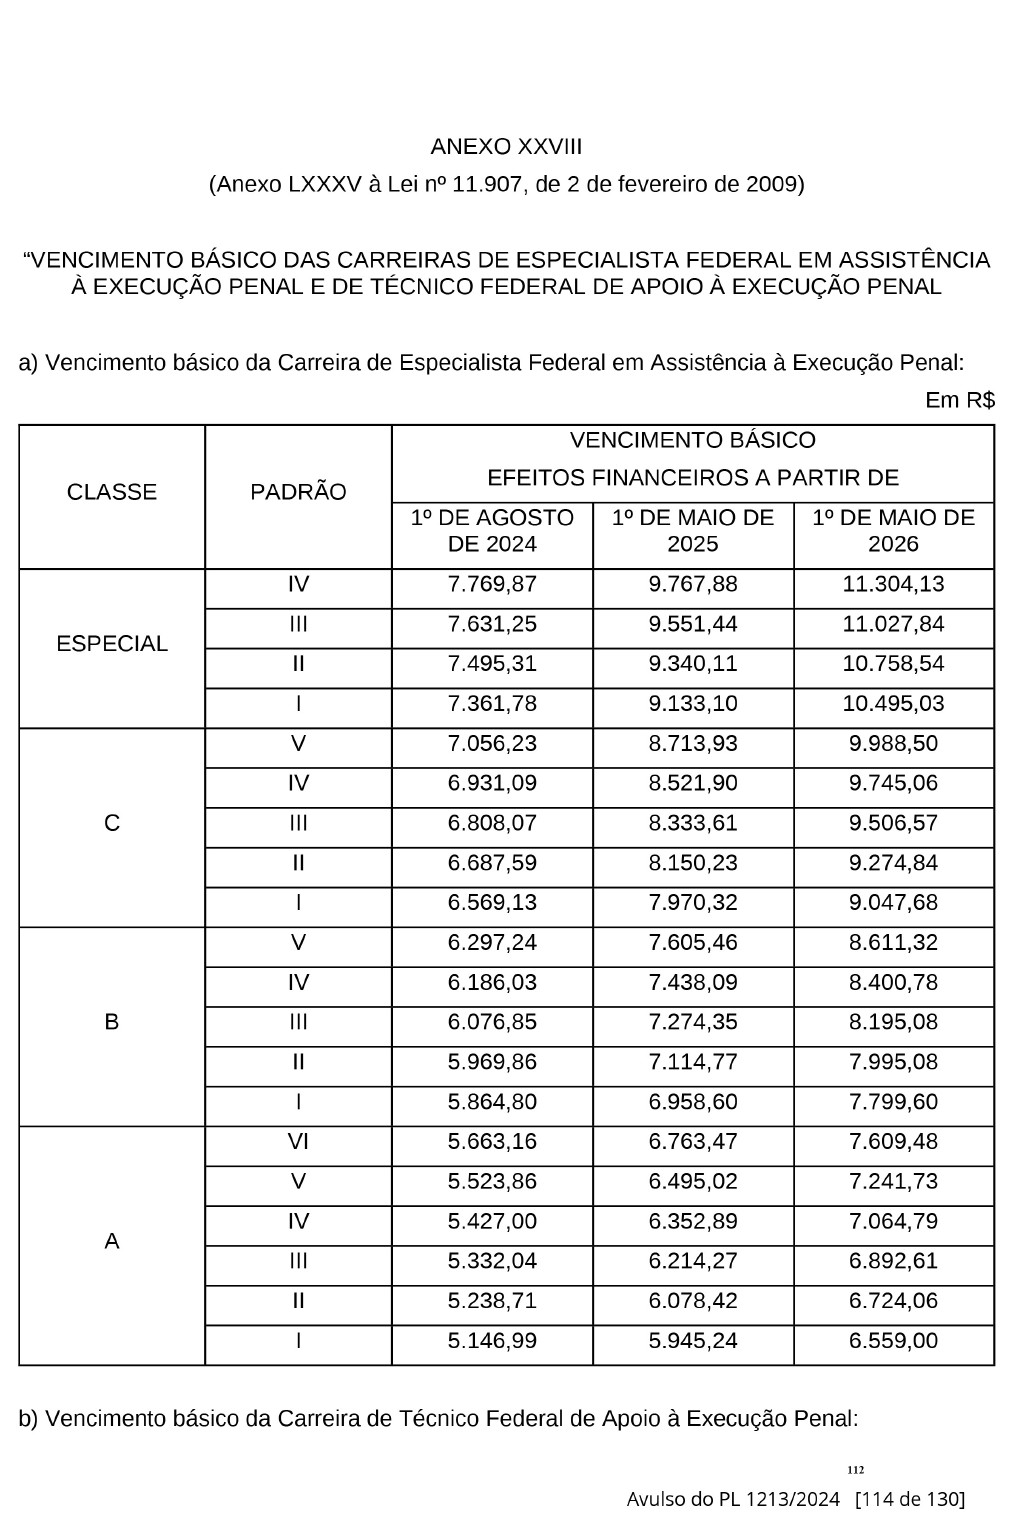 ANEXO XXVIII
(Anexo LXXXV à Lei nº 11.907, de 2 de fevereiro de 2009)
“VENCIMENTO BÁSICO DAS CARREIRAS DE ESPECIALISTA FEDERAL EM ASSISTÊNCIA
À EXECUÇÃO PENAL E DE TÉCNICO FEDERAL DE APOIO À EXECUÇÃO PENAL
a) Vencimento básico da Carreira de Especialista Federal em Assistência à Execução Penal:
Em R$
VENCIMENTO BÁSICO
EFEITOS FINANCEIROS A PARTIR DE
CLASSE PADRÃO
1º DE AGOSTO 1º DE MAIO DE 1º DE MAIO DE
DE 2024 2025 2026
IV 7.769,87 9.767,88 11.304,13
III 7.631,25 9.551,44 11.027,84
ESPECIAL
II 7.495,31 9.340,11 10.758,54
I 7.361,78 9.133,10 10.495,03
V 7.056,23 8.713,93 9.988,50
IV 6.931,09 8.521,90 9.745,06
C III 6.808,07 8.333,61 9.506,57
II 6.687,59 8.150,23 9.274,84
I 6.569,13 7.970,32 9.047,68
V 6.297,24 7.605,46 8.611,32
IV 6.186,03 7.438,09 8.400,78
B III 6.076,85 7.274,35 8.195,08
II 5.969,86 7.114,77 7.995,08
I 5.864,80 6.958,60 7.799,60
VI 5.663,16 6.763,47 7.609,48
V 5.523,86 6.495,02 7.241,73
IV 5.427,00 6.352,89 7.064,79
A
III 5.332,04 6.214,27 6.892,61
II 5.238,71 6.078,42 6.724,06
I 5.146,99 5.945,24 6.559,00
b) Vencimento básico da Carreira de Técnico Federal de Apoio à Execução Penal:
112
Avulso do PL 1213/2024 [114 de 130]